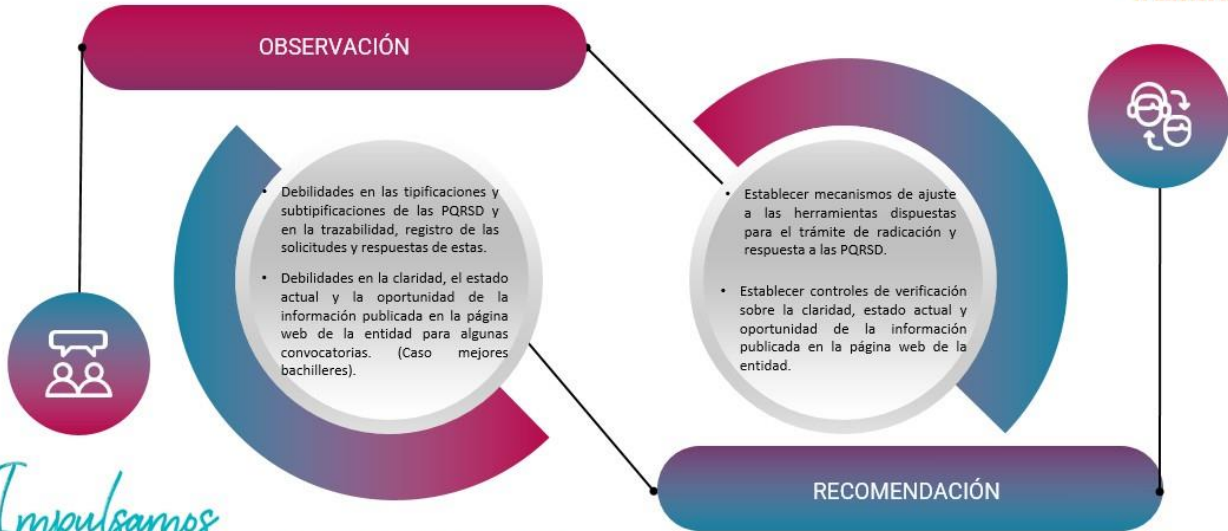 OBSERVACIÓN
• Debilidades en las tipificaciones y
subtipificaciones de las PQRSD y
en la trazabilidad, registro de las
solicitudes y respuestas de estas.
• Debilidades en la claridad, el estado
actual y la oportunidad de la
información publicada en la página
web de la entidad para algunas
convocatorias. (Caso mejores
bachilleres).
• Establecer mecanismos de ajuste
a las herramientas dispuestas
para el trámite de radicación y
respuesta a las PQRSD.
• Establecer controles de verificación
sobre la claridad, estado actual y
oportunidad de la información
publicada en la página web de la
entidad.
RECOMENDACIÓN
Impulsamos